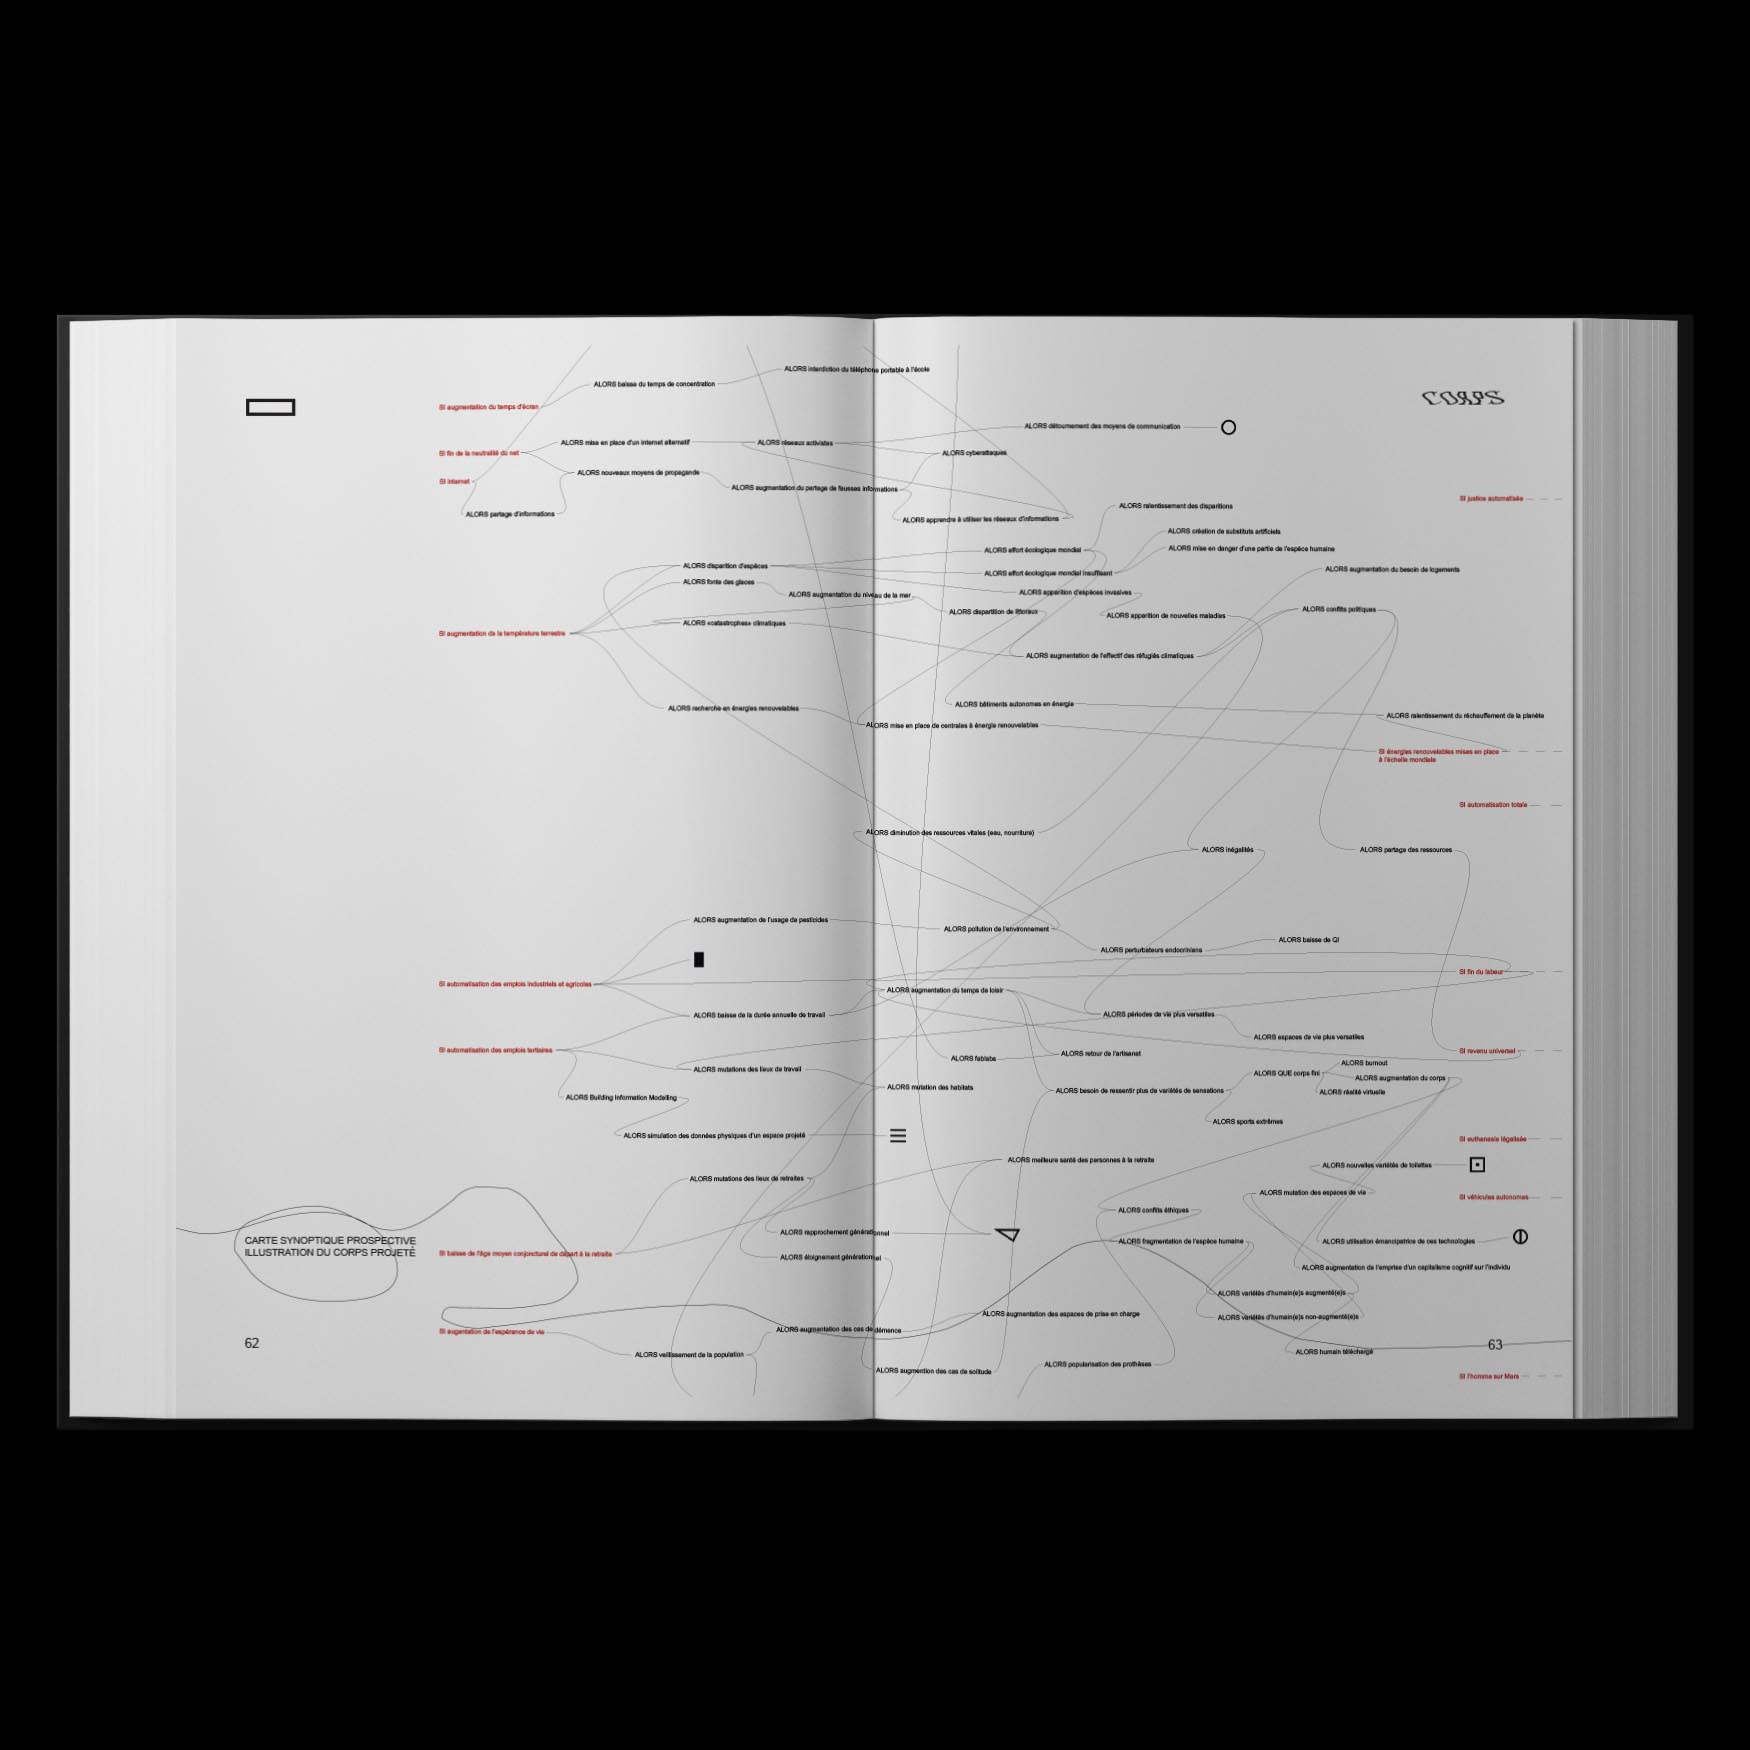 ALORS interdiction du téléphone portable à l'école
ALORS baisse du temps de concentration
SI augmentation du temps d'écran
CORPS
ALORS détournement des moyens de communication
ALORS mise en place d'un internet alternatif
ALORS réseaux activistes
SI fin de la neutralité du net
ALORS cyberattaques
ALORS nouveaux moyens de propagande
SI internet
ALORS augmentation du partage de fausses informations
SI justice automatisée
ALORS partage d'informations
ALORS apprendre à utiliser les réseaux d'informations
ALORS ralentissement des disparitions
ALORS création de substituts artificiels
ALORS effort écologique mondial
ALORS mise en danger d'une partie de l'espèce humaine
ALORS disparition d'espèces
ALORS effort écologique mondial insuffisant
ALORS augmentation du besoin de logements
ALORS fonte des glaces
ALORS augmentation du niveau de la mer
ALORS apparition d'espèces invasives
ALORS dispartition de littoraux
ALORS apparition de nouvelles maladies
ALORS conflits politiques
ALORS «catastrophes» climatiques
SI augmentation de la température terrestre
ALORS augmentation de l'effectif des réfugiés climatiques
ALORS recherche en énergies renouvelables
ALORS bâtiments autonomes en énergie
ALORS ralentissement du réchauffement de la planète
ALORS mise en place de centrales à énergie renouvelables
SI énergies renouvelables mises en place
à l'échelle mondiale
SI automatisation totale
ALORS diminution des ressources vitales (eau, nourriture)
ALORS inégalités
ALORS partage des ressources
ALORS augmentation de l'usage de pesticides
ALORS pollution de l'environnement
ALORS baisse de QI
ALORS perturbateurs endocriniens
SI fin du labeur
SI automatisation des emplois industriels et agricoles
ALORS augmentation du temps de loisir
ALORS baisse de la durée annuelle de travail
ALORS périodes de vie plus versatiles
ALORS espaces de vie plus versatiles
SI automatisation des emplois tertiaires
ALORS fablabs
ALORS retour de l'artisanat
SI revenu universel
ALORS burnout
ALORS mutations des lieux de travail
ALORS QUE corps fini
ALORS augmentation du corps
ALORS mutation des habitats
ALORS besoin de ressentir plus de variétés de sensations
ALORS réalité virtuelle
ALORS Building Information Modelling
ALORS sports extrêmes
ALORS simulation des données physiques d'un espace projeté
SI euthanasie légalisée
ALORS meilleure santé des personnes à la retraite
ALORS nouvelles variétés de toilettes
ALORS mutations des lieux de retraites
ALORS mutation des espaces de vie
SI véhicules autonomes
ALORS conflits éthiques
ALORS rapprochement générationnel
CARTE SYNOPTIQUE PROSPECTIVE
ILLUSTRATION DU CORPS PROJETÉ
ALORS fragmentation de l'espèce humaine
ALORS utilisation émancipatrice de ces technologies
SI baisse de l'âge moyen conjoncturel de départ à la retraite
ALORS éloignement générationnel
ALORS augmentation de l'emprise d'un capitalisme cognitif sur l'individu
ALORS variétés d'humain(e)s augmenté(e)s
ALORS augmentation des espaces de prise en charge
ALORS variétés d'humain(e)s non-augmenté(e)s
SI augentation de l'espérance de vie
ALORS augmentation des cas de démence
62
63
ALORS vieillissement de la population
ALORS humain téléchargé
ALORS popularisation des prothèses
ALORS augmention des cas de solitude
SI l'homme sur Mars